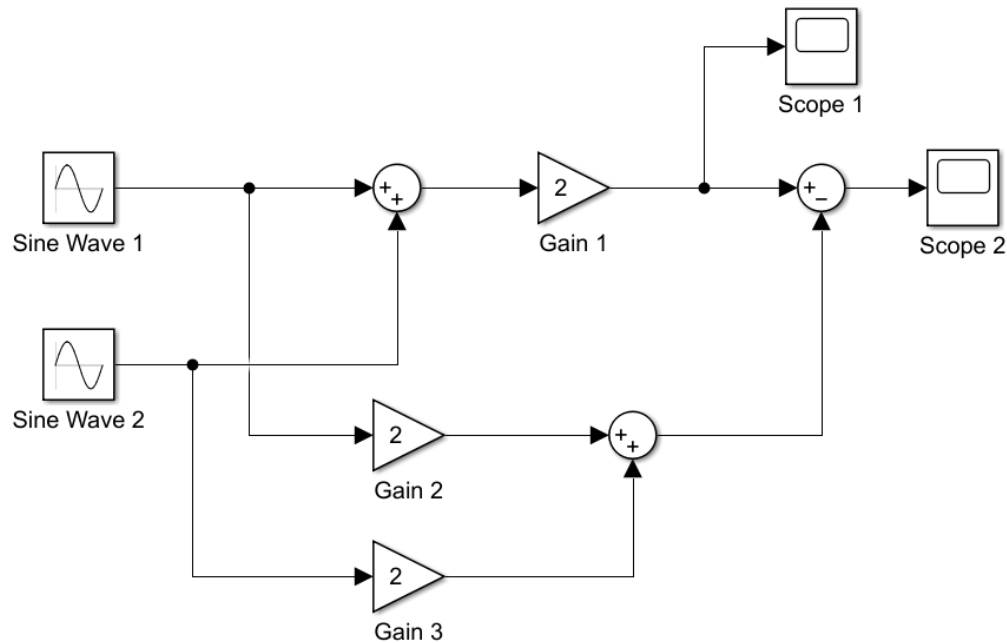 Scope 1
Sine Wave 1
+
+
2
Gain 1
+
−
Scope 2
Sine Wave 2
2
Gain 2
+
+
2
Gain 3